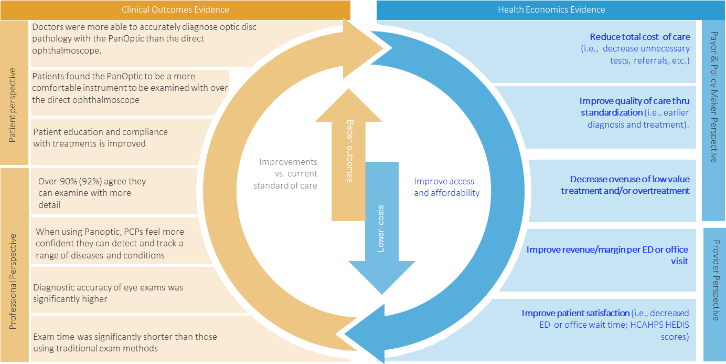 Clinical Outcomes Evidence
Health Economics Evidence
Patient perspective
Doctors were more able to accurately diagnose optic disc
pathology with the PanOptic than the direct
ophthalmoscope.
Patients found the PanOptic to be a more
comfortable instrument to be examined with over
the direct ophthalmoscope
Patient education and compliance
with treatments is improved
Professional Perspective
Over 90% (92%) agree they
can examine with more
detail
When using Panoptic, PCPs feel more
confident they can detect and track a
range of diseases and conditions
Diagnostic accuracy of eye exams was
significantly higher
Exam time was significantly shorter than those
using traditional exam methods
Improvements
vs. current
standard of care
Better outcomes
Lower costs
Improve access
and affordability
Reduce total cost of care
(i.e., decrease unnecessary
tests, referrals, etc.)
Improve quality of care thru
standardization (i.e., earlier
diagnosis and treatment).
Decrease overuse of low value
treatment and/or overtreatment
Improve revenue/margin per ED or office
visit
Improve patient satisfaction (i.e., decreased
ED or office wait time; HCAHPS HEDIS
scores)
Payor & Policy Maker Perspective
Provider Perspective